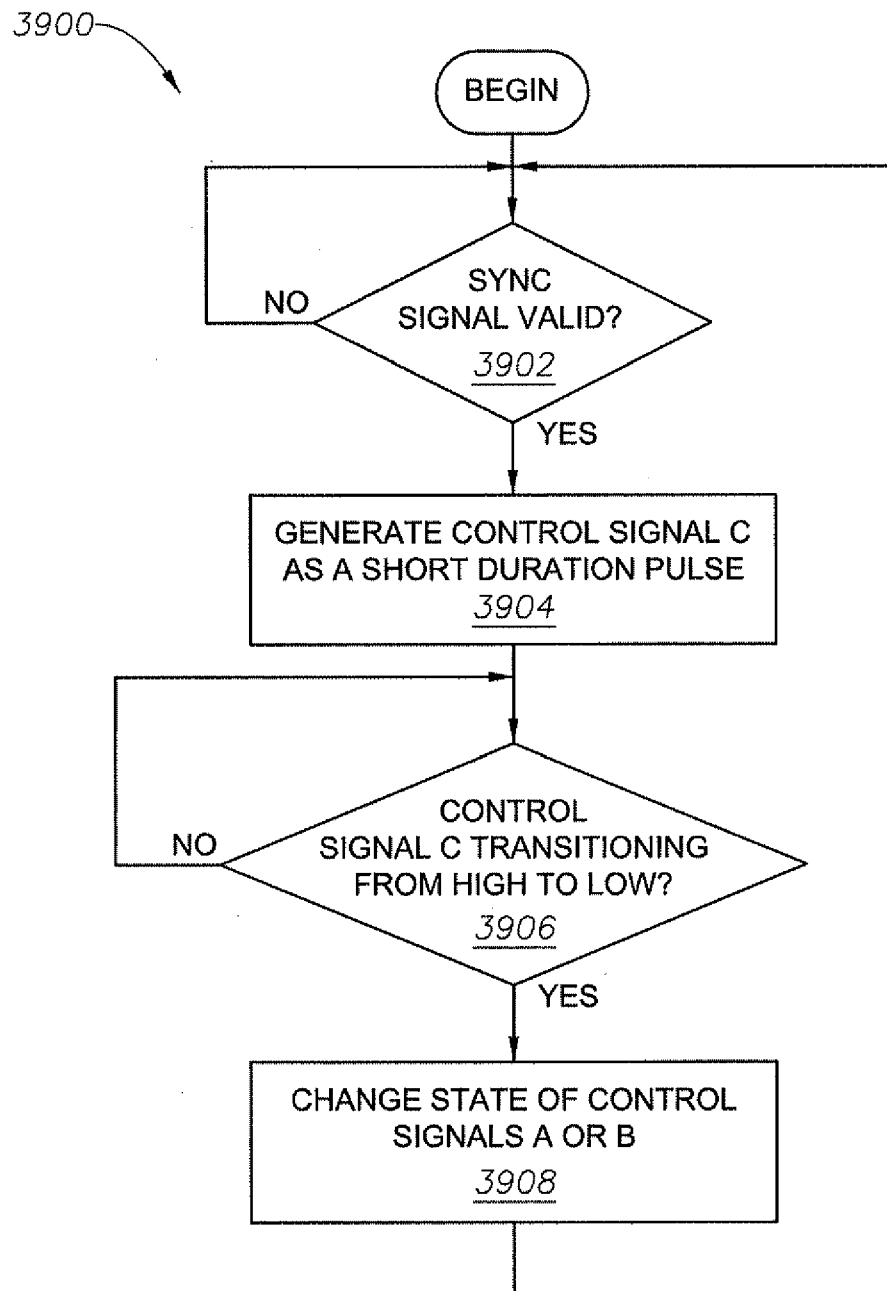 3900
BEGIN
SYNC
SIGNAL VALID?
3902
NO
YES
GENERATE CONTROL SIGNAL C
AS A SHORT DURATION PULSE
3904
CONTROL
SIGNAL C TRANSITIONING
FROM HIGH TO LOW?
3906
NO
YES
CHANGE STATE OF CONTROL
SIGNALS A OR B
3908